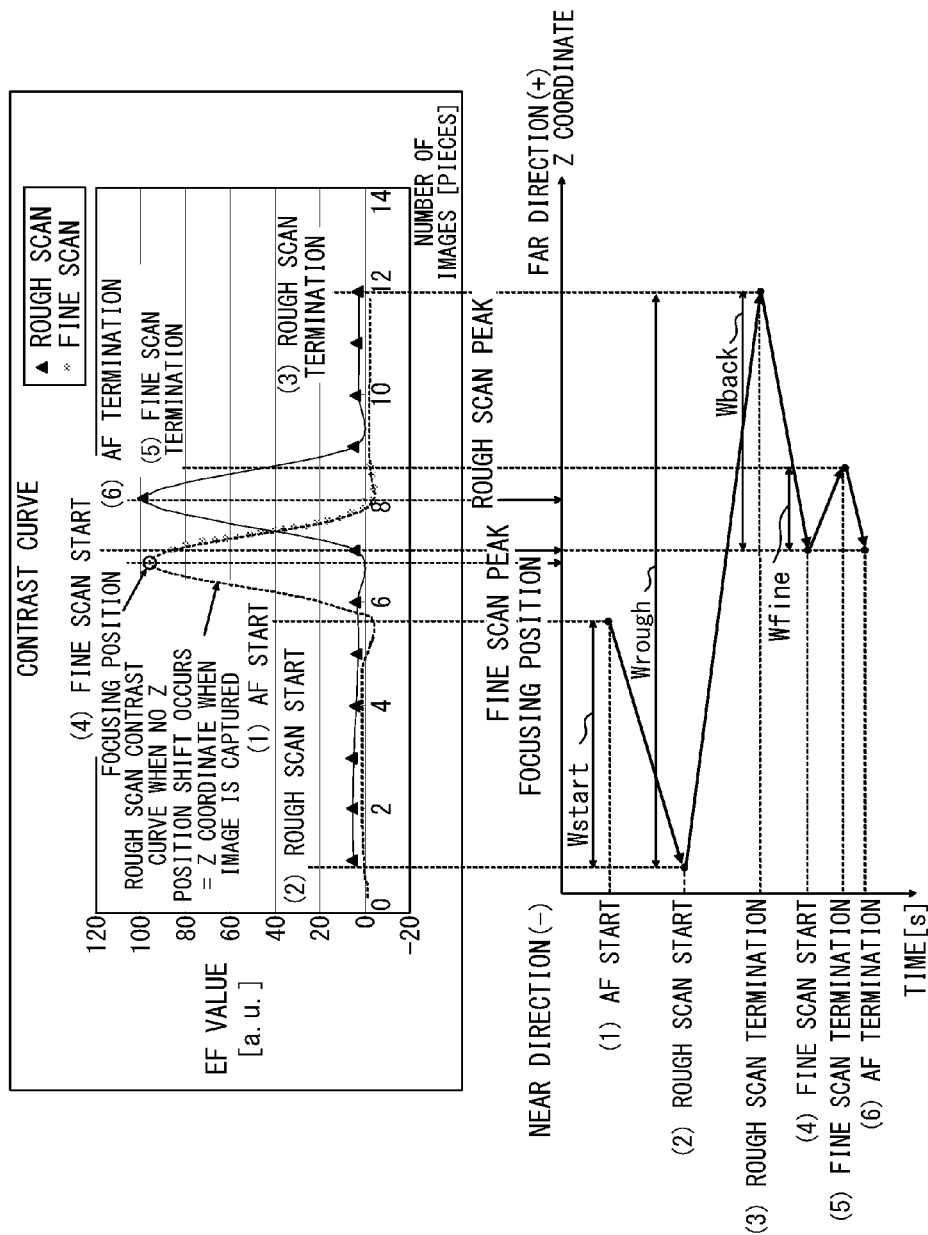 CONTRAST CURVE
▲ ROUGH SCAN
FINE SCAN
(4) FINE SCAN START
(6) AF TERMINATION
FOCUSING POSITION
(5) FINE SCAN
TERMINATION
ROUGH SCAN CONTRAST
CURVE WHEN NO Z
POSITION SHIFT OCCURS
= Z COORDINATE WHEN
IMAGE IS CAPTURED
(1) AF START
(2) ROUGH SCAN START
(3) ROUGH SCAN
TERMINATION
EF VALUE
[a. u.]
120
100
80
60
40
20
0
-20
0
2
4
6
8
10
12
14
NUMBER OF
IMAGES [PIECES]
FINE SCAN PEAK
FOCUSING POSITION
ROUGH SCAN PEAK
NEAR DIRECTION(-)
FAR DIRECTION(+)
Z COORDINATE
Wstart
Wrough
Wback
Wfine
(1) AF START
(2) ROUGH SCAN START
(3) ROUGH SCAN TERMINATION
(4) FINE SCAN START
(5) FINE SCAN TERMINATION
(6) AF TERMINATION
TIME[s]